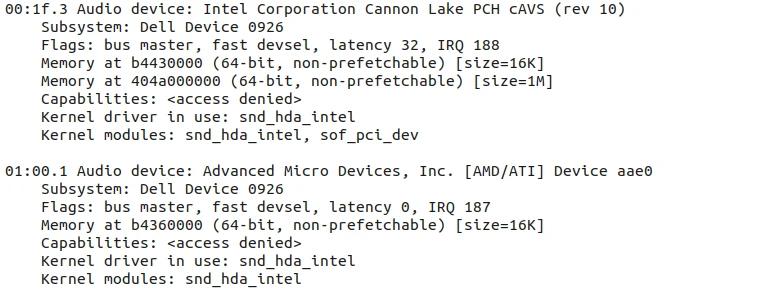 00:1f.3 Audio device: Intel Corporation Cannon Lake PCH cAVS (rev 10)
Subsystem: Dell Device 0926
Flags: bus master, fast devsel, latency 32, IRQ 188
Memory at b4430000 (64-bit, non-prefetchable) [size=16K]
Memory at 404a000000 (64-bit, non-prefetchable) [size=1M]
Capabilities: <access denied>
Kernel driver in use: snd_hda_intel
Kernel modules: snd_hda_intel, sof_pci_dev

01:00.1 Audio device: Advanced Micro Devices, Inc. [AMD/ATI] Device aae0
Subsystem: Dell Device 0926
Flags: bus master, fast devsel, latency 0, IRQ 187
Memory at b4360000 (64-bit, non-prefetchable) [size=16K]
Capabilities: <access denied>
Kernel driver in use: snd_hda_intel
Kernel modules: snd_hda_intel